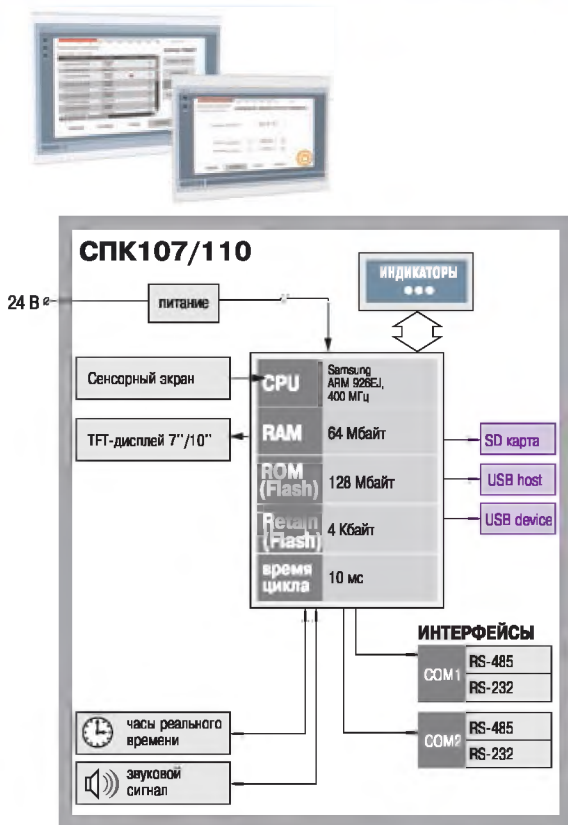 СПК107/110
ИНДИКАТОРЫ
24 В
питание
Сенсорный экран
TFT-дисплей 7"/10"
CPU
Samsung
ARM 926EJ,
400 МГц
RAM
64 Мбайт
ROM
(Flash)
128 Мбайт
Retain
(Flash)
4 Кбайт
время
цикла
10 мс
SD карта
USB host
USB device
ИНТЕРФЕЙСЫ
COM1
RS-485
RS-232
COM2
RS-485
RS-232
часы реального
времени
звуковой
сигнал